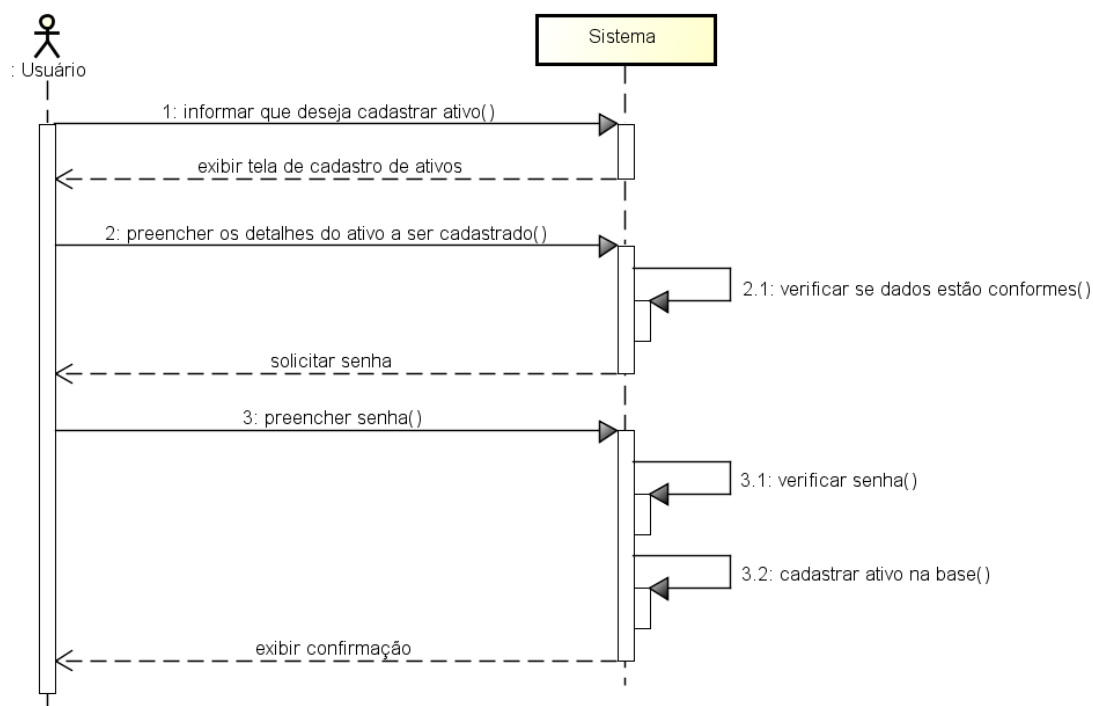 Sistema
: Usuário
1: informar que deseja cadastrar ativo()
exibir tela de cadastro de ativos
2: preencher os detalhes do ativo a ser cadastrado()
2.1: verificar se dados estão conformes()
solicitar senha
3: preencher senha()
3.1: verificar senha()
3.2: cadastrar ativo na base()
exibir confirmação